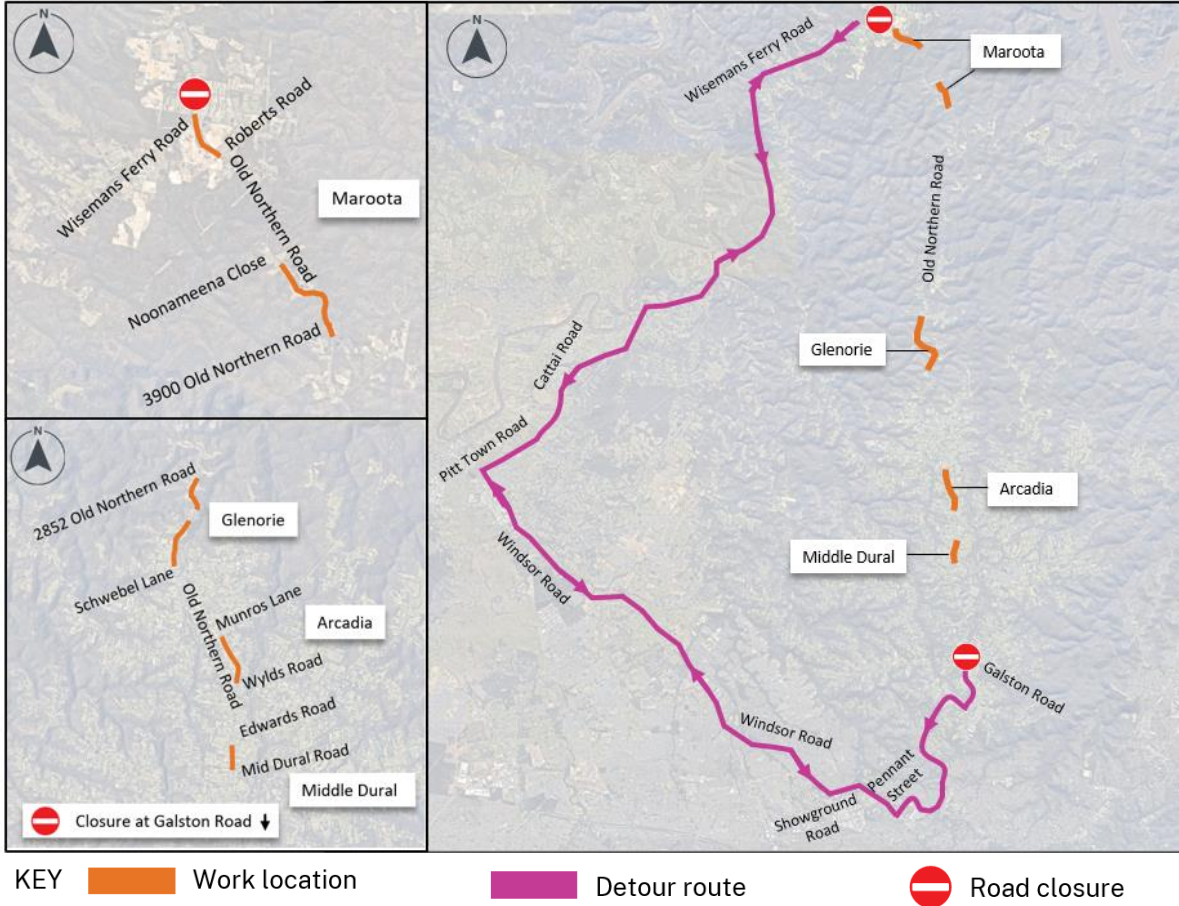 N
Wisemans Ferry Road
Roberts Road
Old Northern Road
Maroota
Noonameena Close
3900 Old Northern Road
N
2852 Old Northern Road
Glenorie
Schwebel Lane
Old Northern Road
Munros Lane
Arcadia
Wylds Road
Edwards Road
Mid Dural Road
Middle Dural
Closure at Galston Road
N
Wisemans Ferry Road
Maroota
Old Northern Road
Glenorie
Cattai Road
Pitt Town Road
Arcadia
Windsor Road
Middle Dural
Galston Road
Windsor Road
Pennant
Street
Showground
Road
KEY
Work location
Detour route
Road closure